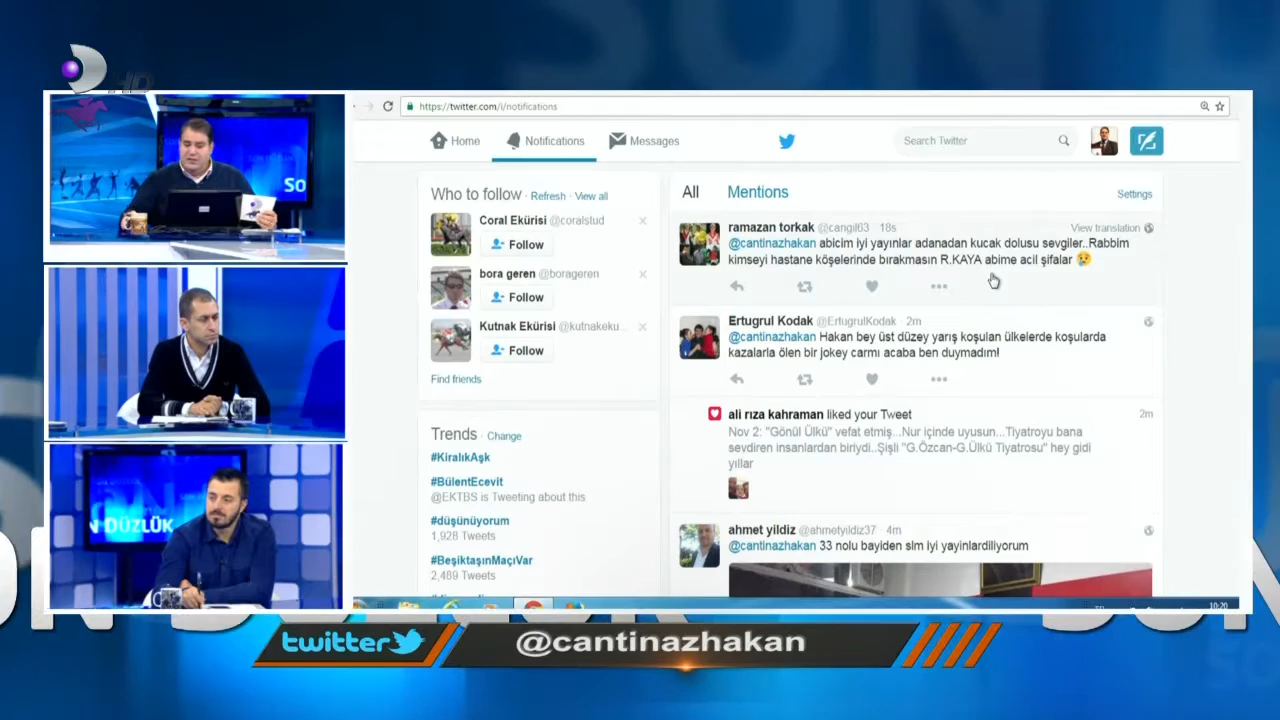 SON
HD
So
N DÜZLÜK
https://twitter.com/i/notifications
Home
Notifications
Messages
Search Twitter
Who to follow · Refresh · View all
Coral Ekürisi @coralstud
Follow
bora geren @borageren
Follow
Kutnak Ekürisi @kutnakeku...
Follow
Find friends
Trends · Change
#KiralıkAşk
#BülentEcevit
@EKTBS is Tweeting about this
#düşünüyorum
1,928 Tweets
#BeşiktaşınMaçıVar
2,489 Tweets
All Mentions Settings
ramazan torkak @cangil63 18s View translation
@cantinazhakan abicim iyi yayınlar adanadan kucak dolusu sevgiler..Rabbim
kimseyi hastane köşelerinde bırakmasın R.KAYA abime acil şifalar 😢
Ertugrul Kodak @ErtugrulKodak · 2m
@cantinazhakan Hakan bey üst düzey yarış koşulan ülkelerde koşularda
kazalarla ölen bir jokey carmı acaba ben duymadım!
ali rıza kahraman liked your Tweet 2m
Nov 2: "Gönül Ülkü" vefat etmiş...Nur içinde uyusun...Tiyatroyu bana
sevdiren insanlardan biriydi..Şişli "G.Özcan-G.Ülkü Tiyatrosu" hey gidi
yıllar
ahmet yildiz @ahmetyildiz37 · 4m
@cantinazhakan 33 nolu bayiden slm iyi yayinlardiliyorum
10:20
twitter @cantinazhakan